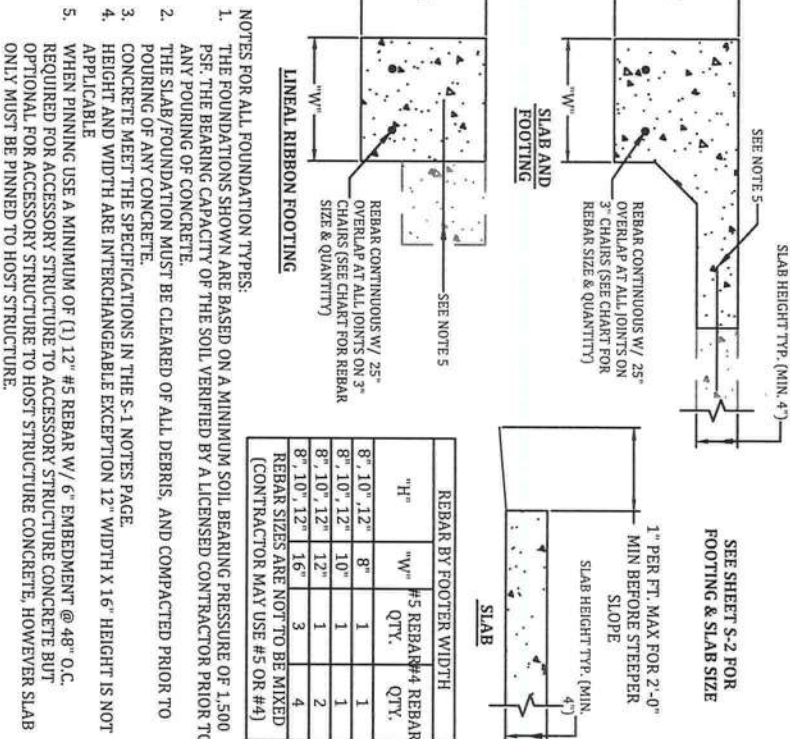 SEE NOTE 5
SLAB HEIGHT TYP. (MIN. 4")
"W"
REBAR CONTINUOUS W/ 25"
OVERLAP AT ALL JOINTS ON
3" CHAIRS (SEE CHART FOR
REBAR SIZE & QUANTITY)
SLAB AND
FOOTING
SEE SHEET S-2 FOR
FOOTING & SLAB SIZE
1" PER FT. MAX FOR 2'-0"
MIN BEFORE STEEPER
SLOPE
SLAB HEIGHT TYP. (MIN.
4")
SLAB
SEE NOTE 5
"W"
REBAR CONTINUOUS W/ 25"
OVERLAP AT ALL JOINTS ON 3"
CHAIRS (SEE CHART FOR REBAR
SIZE & QUANTITY)
LINEAL RIBBON FOOTING
REBAR BY FOOTER WIDTH
"H" "W" #5 REBAR QTY. #4 REBAR QTY.
8", 10", 12" 8" 1 1
8", 10", 12" 10" 1 1
8", 10", 12" 12" 1 2
8", 10", 12" 16" 3 4
REBAR SIZES ARE NOT TO BE MIXED
(CONTRACTOR MAY USE #5 OR #4)
NOTES FOR ALL FOUNDATION TYPES:
1. THE FOUNDATIONS SHOWN ARE BASED ON A MINIMUM SOIL BEARING PRESSURE OF 1,500
PSF. THE BEARING CAPACITY OF THE SOIL VERIFIED BY A LICENSED CONTRACTOR PRIOR TO
ANY POURING OF CONCRETE.
2. THE SLAB/FOUNDATION MUST BE CLEARED OF ALL DEBRIS, AND COMPACTED PRIOR TO
POURING OF ANY CONCRETE.
3. CONCRETE MEET THE SPECIFICATIONS IN THE S-1 NOTES PAGE.
4. HEIGHT AND WIDTH ARE INTERCHANGEABLE EXCEPTION 12" WIDTH X 16" HEIGHT IS NOT
APPLICABLE
5. WHEN PINNING USE A MINIMUM OF (1) 12" #5 REBAR W/ 6" EMBEDMENT @ 48" O.C.
REQUIRED FOR ACCESSORY STRUCTURE TO ACCESSORY STRUCTURE CONCRETE BUT
OPTIONAL FOR ACCESSORY STRUCTURE TO HOST STRUCTURE CONCRETE, HOWEVER SLAB
ONLY MUST BE PINNED TO HOST STRUCTURE.